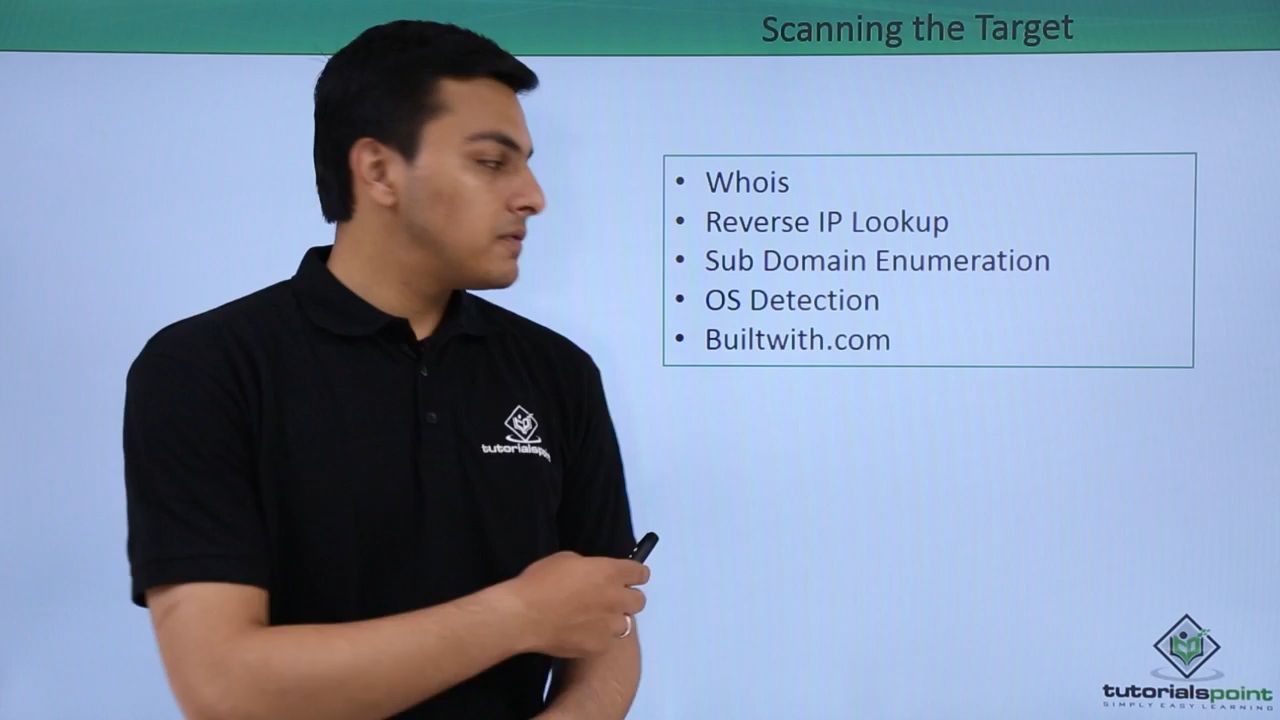 Scanning the Target
• Whois
• Reverse IP Lookup
• Sub Domain Enumeration
• OS Detection
• Builtwith.com
tutorialspoint
tutorialspoint
SIMPLY EASY LEARNING